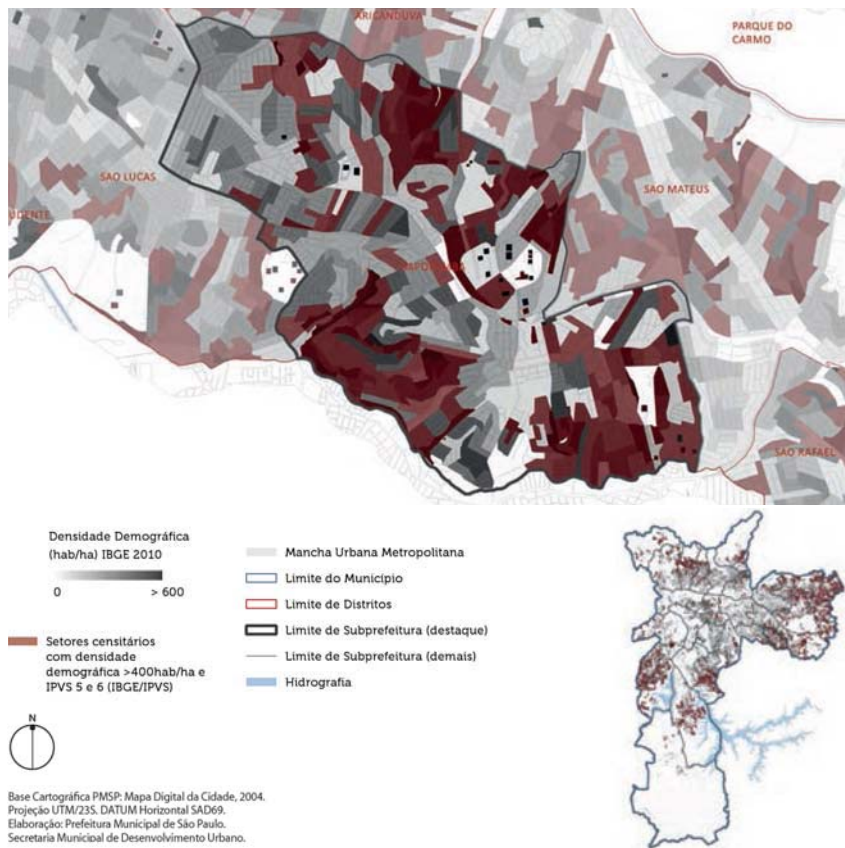 ARICANDUVA
PARQUE DO
CARMO
SAO LUCAS
SAO MATEUS
UDENTE
SAO RAFAEL
Densidade Demográfica
(hab/ha) IBGE 2010
0 > 600
Setores censitários
com densidade
demográfica >400hab/ha e
IPVS 5 e 6 (IBGE/IPVS)
Mancha Urbana Metropolitana
Limite do Município
Limite de Distritos
Limite de Subprefeitura (destaque)
Limite de Subprefeitura (demais)
Hidrografia
N
Base Cartográfica PMSP: Mapa Digital da Cidade, 2004.
Projeção UTM/23S. DATUM Horizontal SAD69.
Elaboração: Prefeitura Municipal de São Paulo.
Secretaria Municipal de Desenvolvimento Urbano.